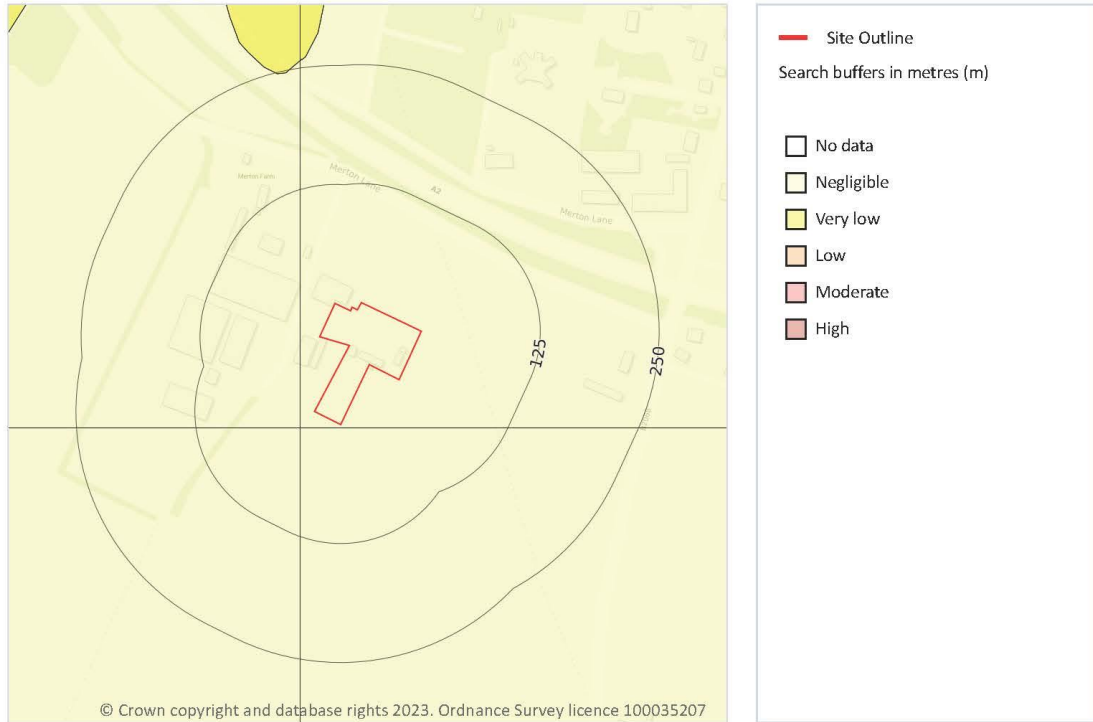 Merton Lane
A2
Merton Farm
Merton Lane
125
250
© Crown copyright and database rights 2023. Ordnance Survey licence 100035207
Site Outline
Search buffers in metres (m)
No data
Negligible
Very low
Low
Moderate
High